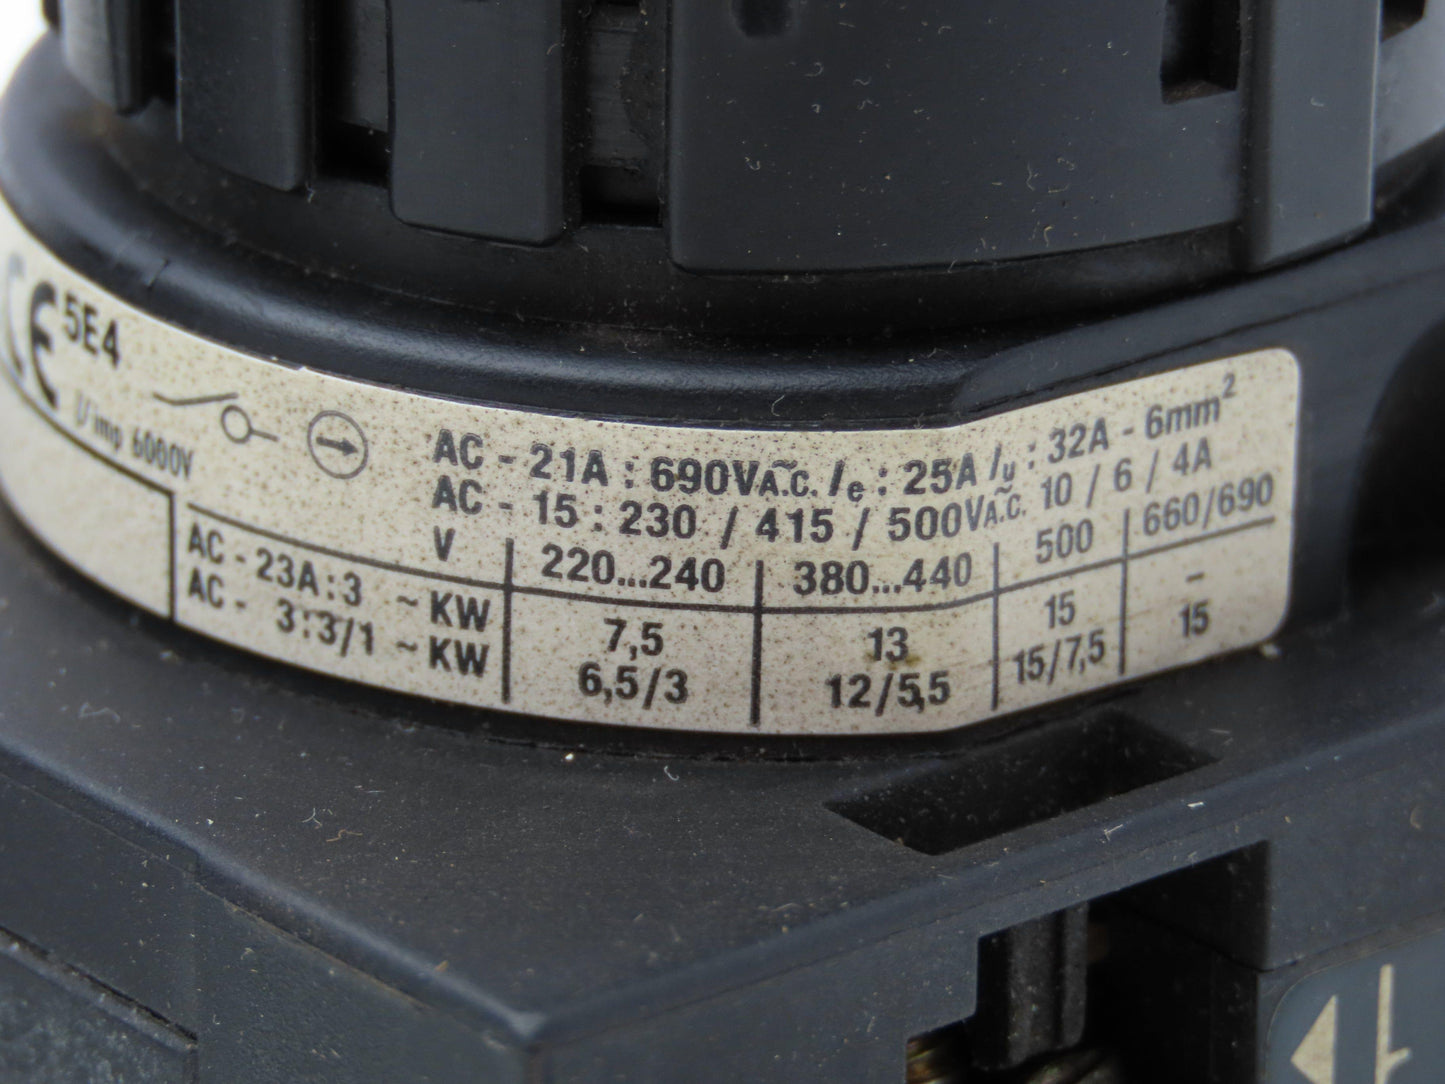 CE 5E4
U imp 6000V
AC - 21A : 690V A.C. / Ie : 25A / Iu : 32A - 6mm²
AC - 15 : 230 / 415 / 500V A.C. 10 / 6 / 4A
V 220...240 380...440 500 660/690
AC - 23A : 3 ~ KW 7,5 13 15 –
AC - 3 : 3/1 ~ KW 6,5/3 12/5,5 15/7,5 15